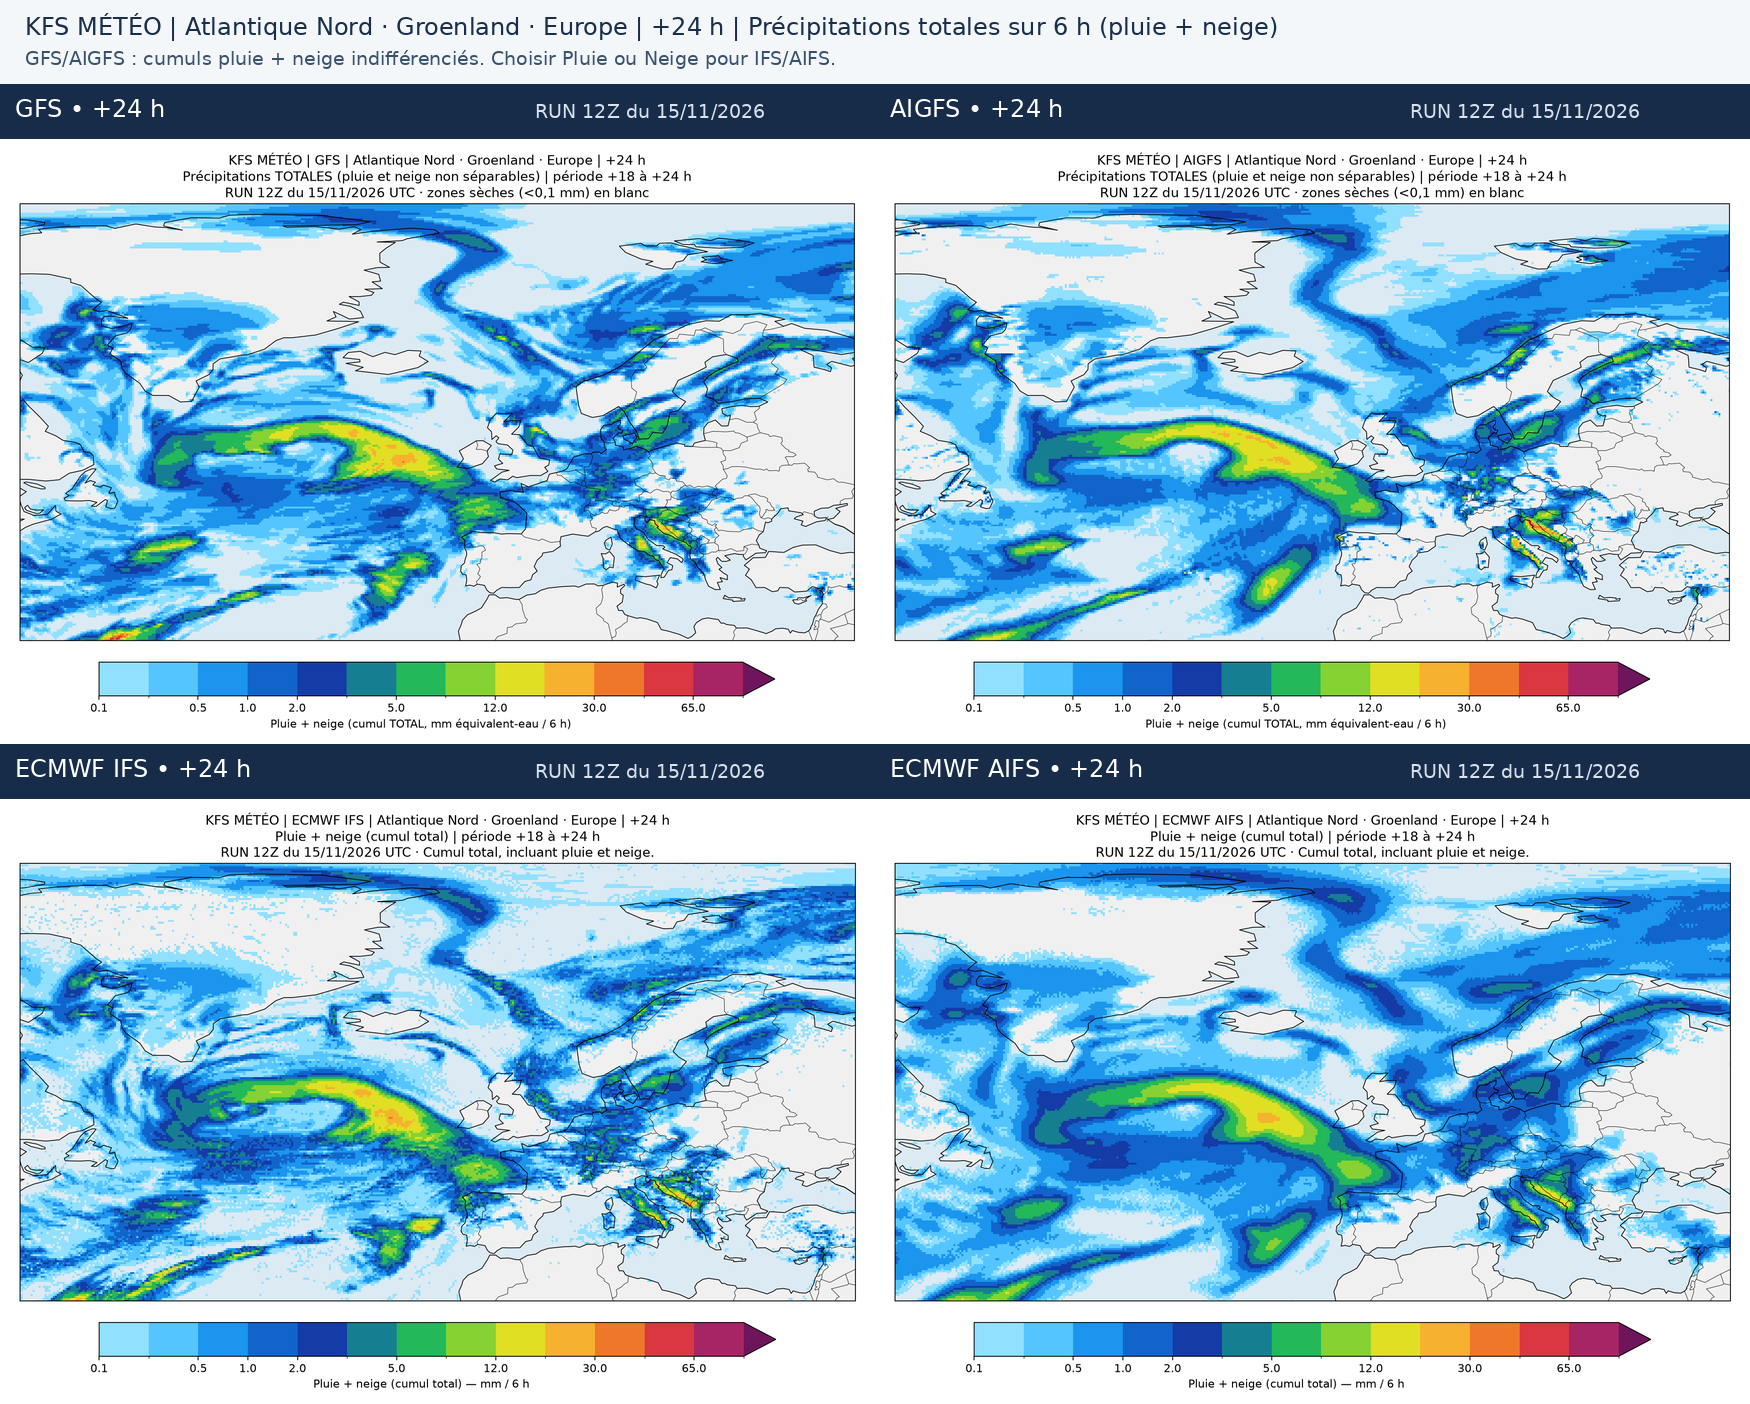 KFS MÉTÉO | Atlantique Nord · Groenland · Europe | +24 h | Précipitations totales sur 6 h (pluie + neige)
GFS/AIGFS : cumuls pluie + neige indifférenciés. Choisir Pluie ou Neige pour IFS/AIFS.
GFS • +24 h
RUN 12Z du 15/11/2026
AIGFS • +24 h
RUN 12Z du 15/11/2026
KFS MÉTÉO | GFS | Atlantique Nord · Groenland · Europe | +24 h
Précipitations TOTALES (pluie et neige non séparables) | période +18 à +24 h
RUN 12Z du 15/11/2026 UTC · zones sèches (<0,1 mm) en blanc
KFS MÉTÉO | AIGFS | Atlantique Nord · Groenland · Europe | +24 h
Précipitations TOTALES (pluie et neige non séparables) | période +18 à +24 h
RUN 12Z du 15/11/2026 UTC · zones sèches (<0,1 mm) en blanc
0.1 0.5 1.0 2.0 5.0 12.0 30.0 65.0
Pluie + neige (cumul TOTAL, mm équivalent-eau / 6 h)
0.1 0.5 1.0 2.0 5.0 12.0 30.0 65.0
Pluie + neige (cumul TOTAL, mm équivalent-eau / 6 h)
ECMWF IFS • +24 h
RUN 12Z du 15/11/2026
ECMWF AIFS • +24 h
RUN 12Z du 15/11/2026
KFS MÉTÉO | ECMWF IFS | Atlantique Nord · Groenland · Europe | +24 h
Pluie + neige (cumul total) | période +18 à +24 h
RUN 12Z du 15/11/2026 UTC · Cumul total, incluant pluie et neige.
KFS MÉTÉO | ECMWF AIFS | Atlantique Nord · Groenland · Europe | +24 h
Pluie + neige (cumul total) | période +18 à +24 h
RUN 12Z du 15/11/2026 UTC · Cumul total, incluant pluie et neige.
0.1 0.5 1.0 2.0 5.0 12.0 30.0 65.0
Pluie + neige (cumul total) — mm / 6 h
0.1 0.5 1.0 2.0 5.0 12.0 30.0 65.0
Pluie + neige (cumul total) — mm / 6 h